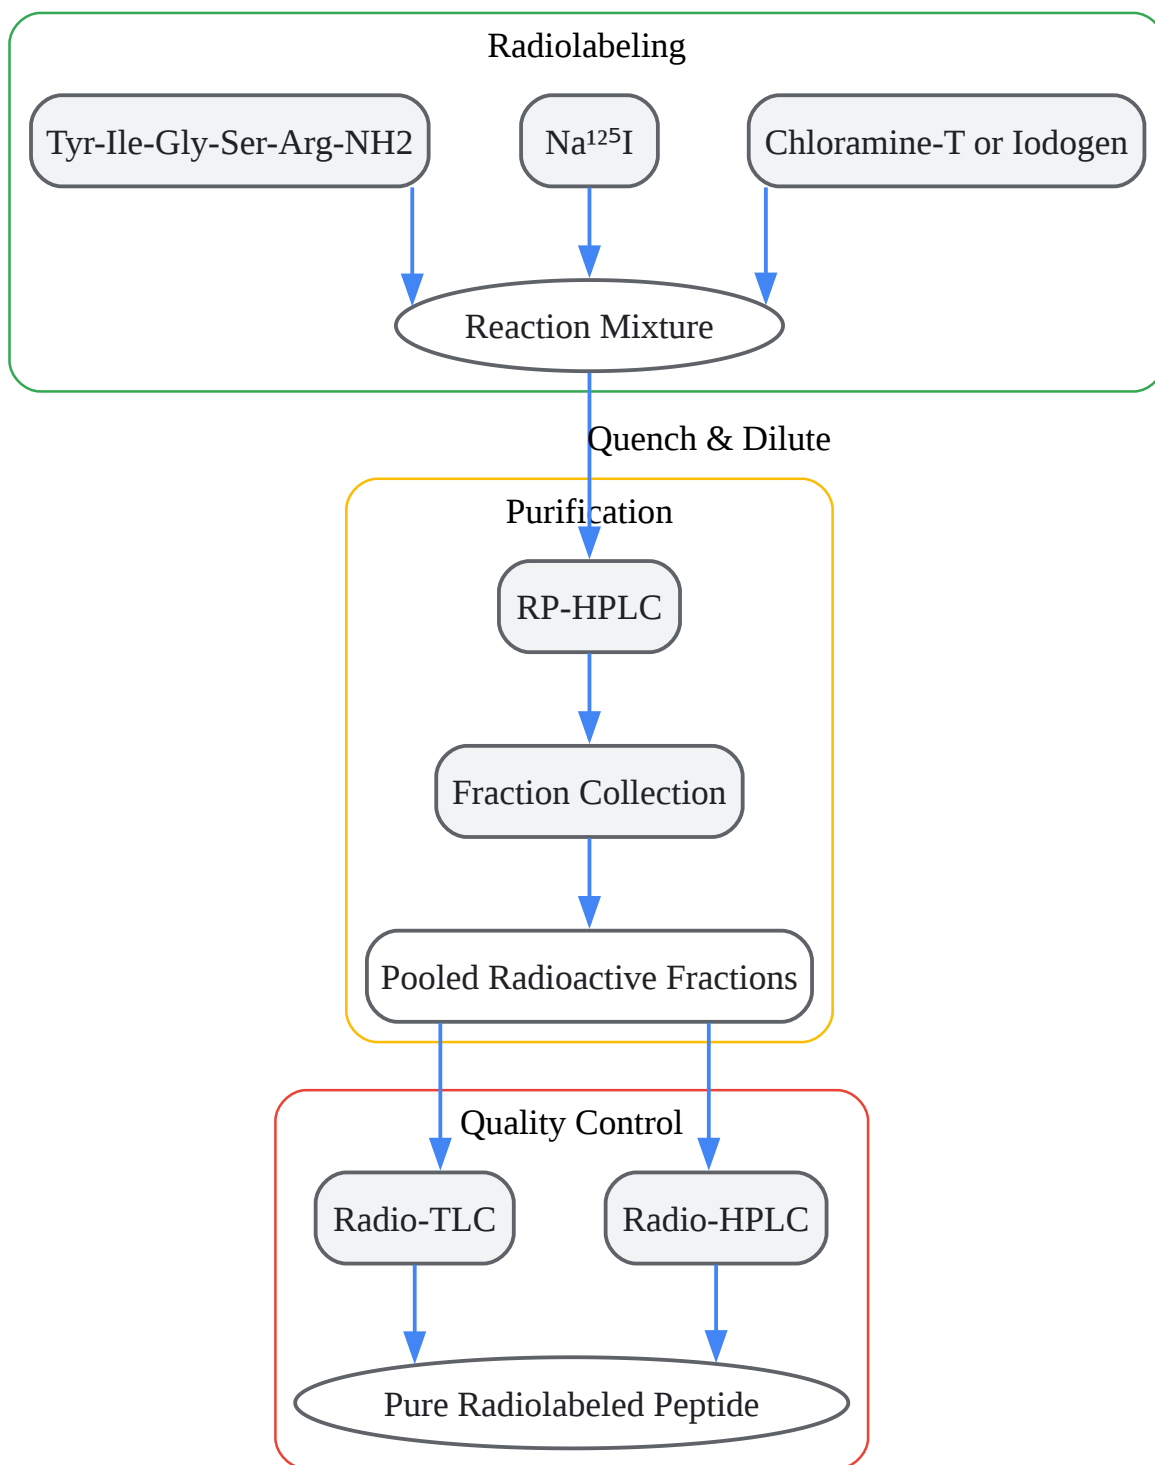 Radiolabeling
Tyr-Ile-Gly-Ser-Arg-NH2
Na¹²⁵I
Chloramine-T or Iodogen
Reaction Mixture
Quench & Dilute
Purification
RP-HPLC
Fraction Collection
Pooled Radioactive Fractions
Quality Control
Radio-TLC
Radio-HPLC
Pure Radiolabeled Peptide